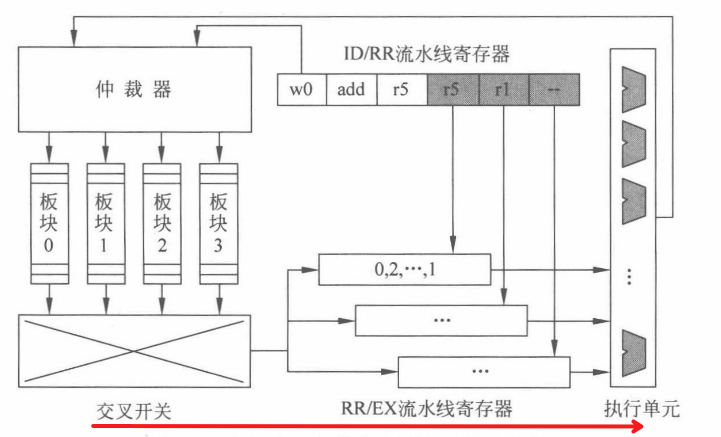 ID/RR流水线寄存器
仲裁器
w0 add r5 r5 r1 --
板块0 板块1 板块2 板块3
0,2,⋯,1
⋯
⋯
⋯
交叉开关 RR/EX流水线寄存器 执行单元